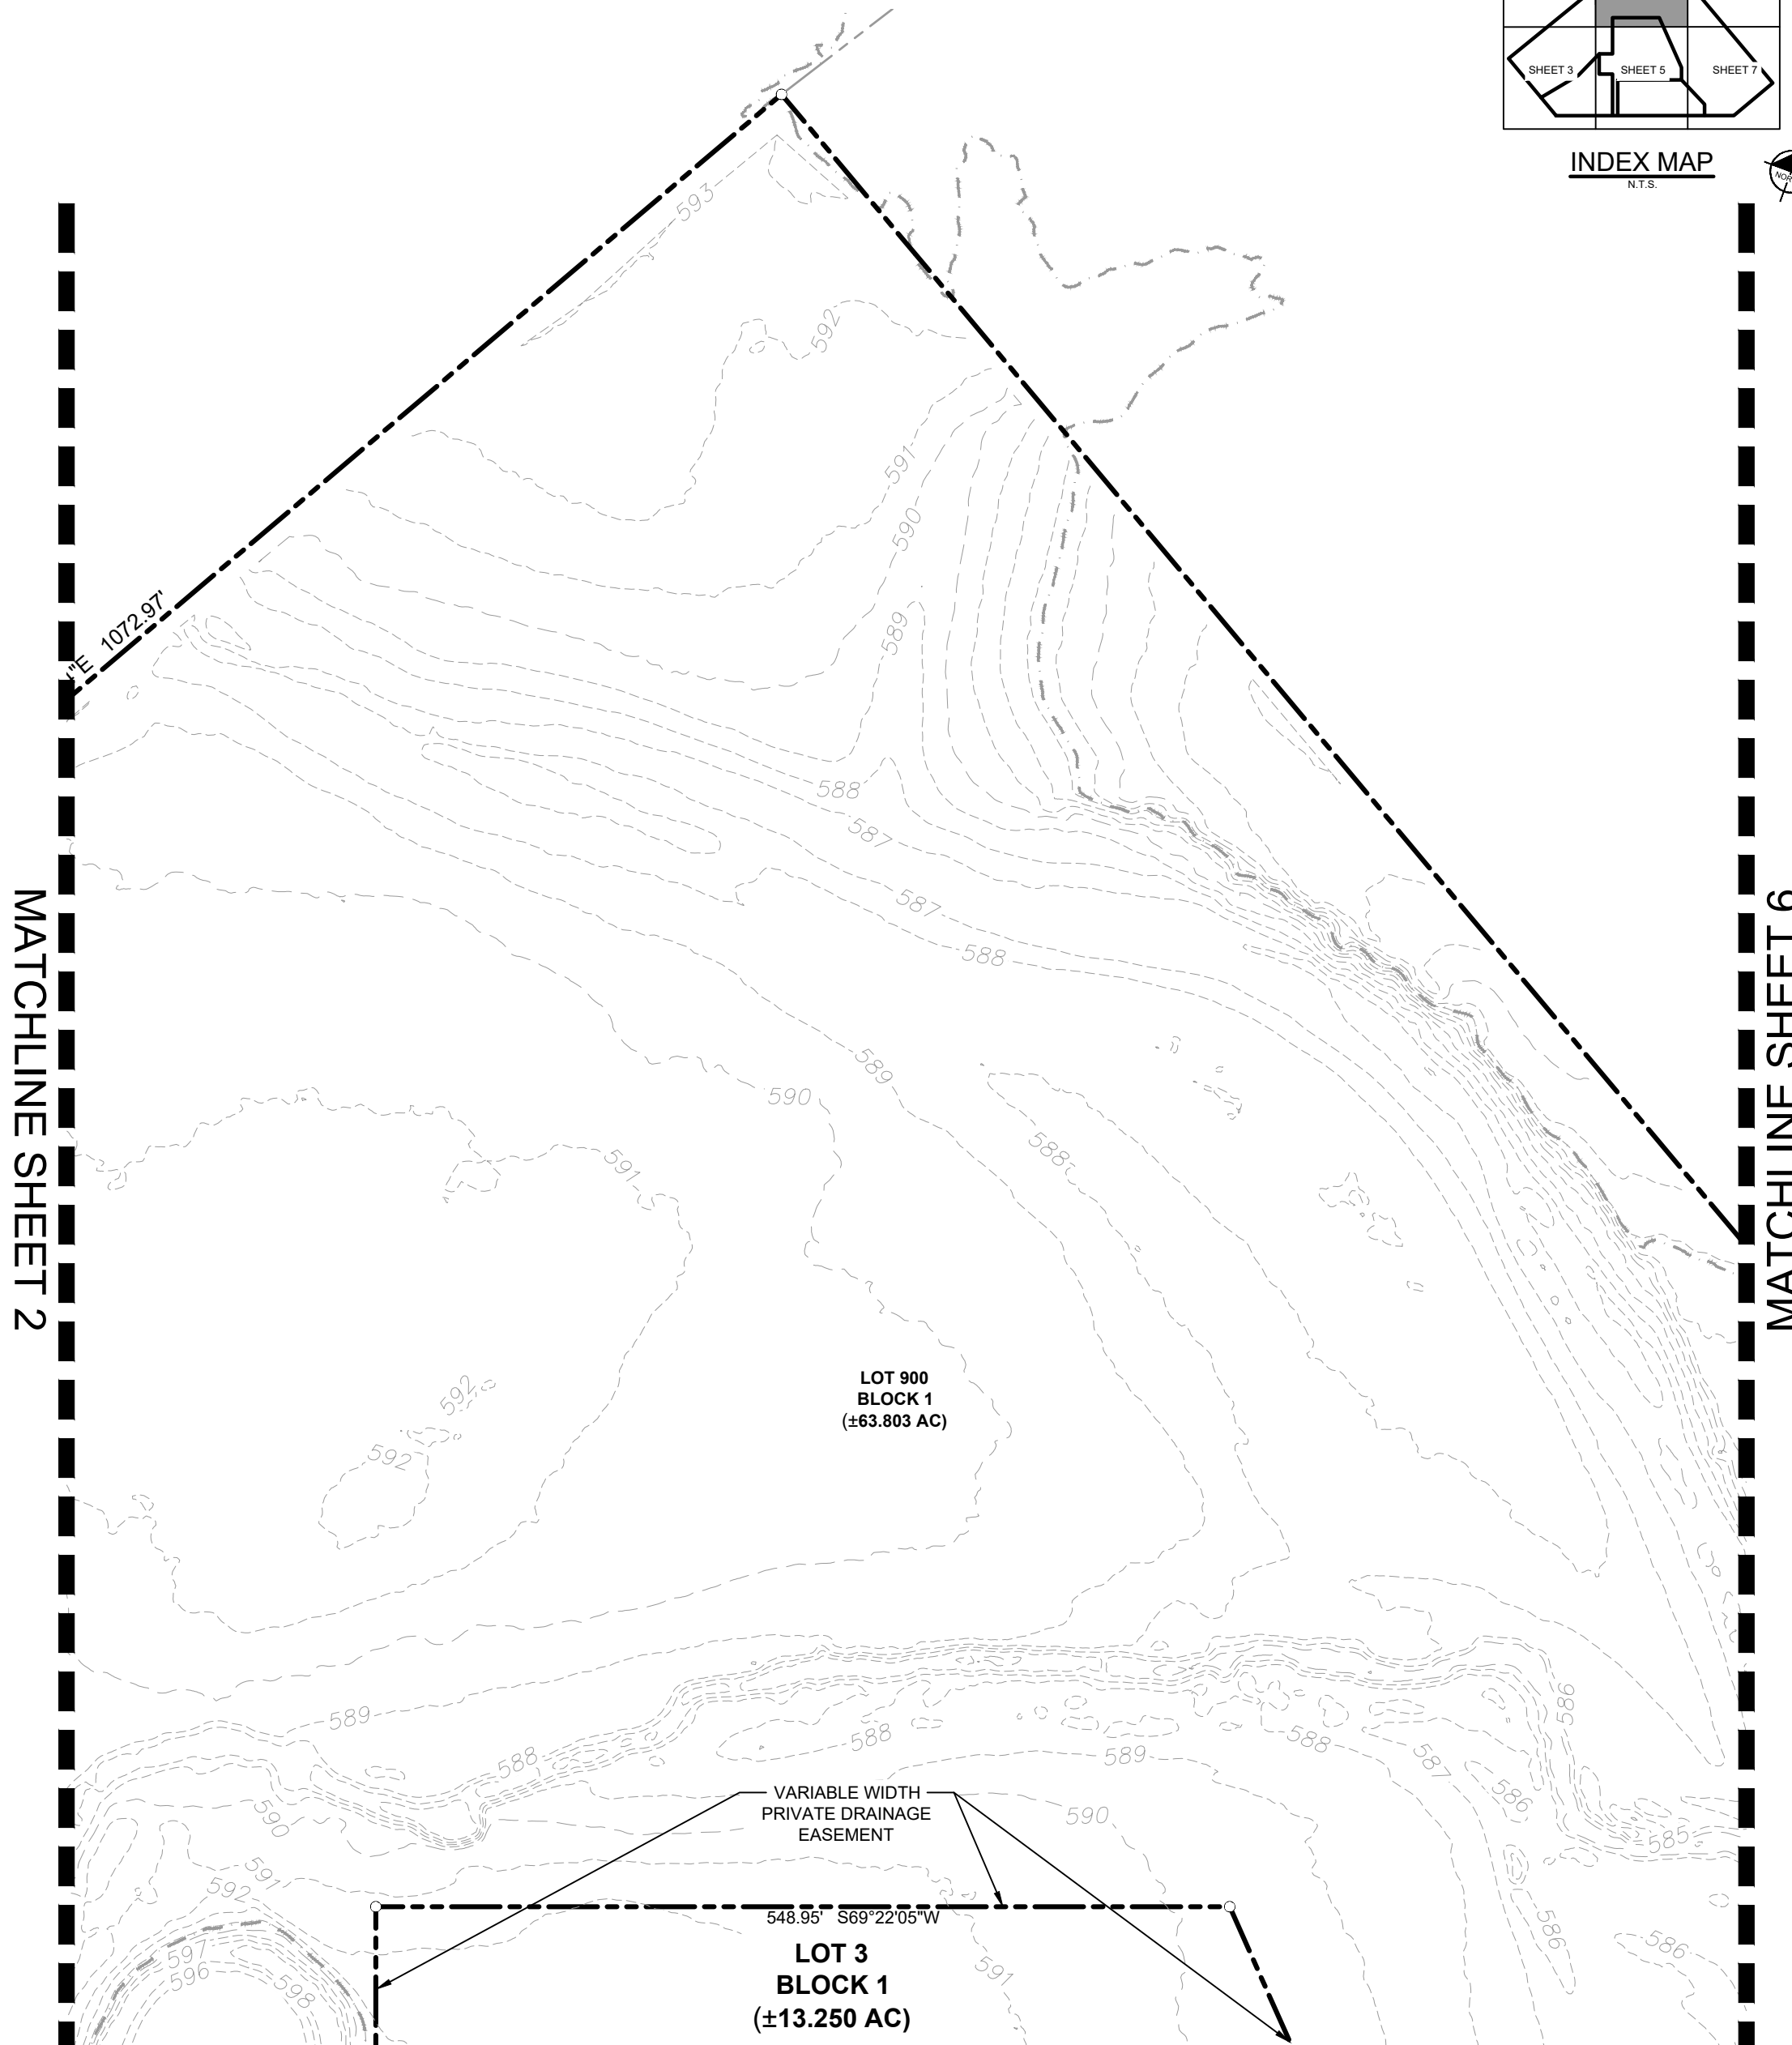 SHEET 3
SHEET 5
SHEET 7
INDEX MAP
N.T.S.
593
592
591
590
1072.97'
"E
589
588
587
587
588
MATCHLINE SHEET 2
MATCHLINE SHEET 6
589
590
588
591
LOT 900
BLOCK 1
(±63.803 AC)
592
592
589
588
588
589
588
587
586
586
585
VARIABLE WIDTH
PRIVATE DRAINAGE
EASEMENT
590
590
591
592
548.95' S69°22'05"W
LOT 3
BLOCK 1
(±13.250 AC)
597
596
598
591
586
586